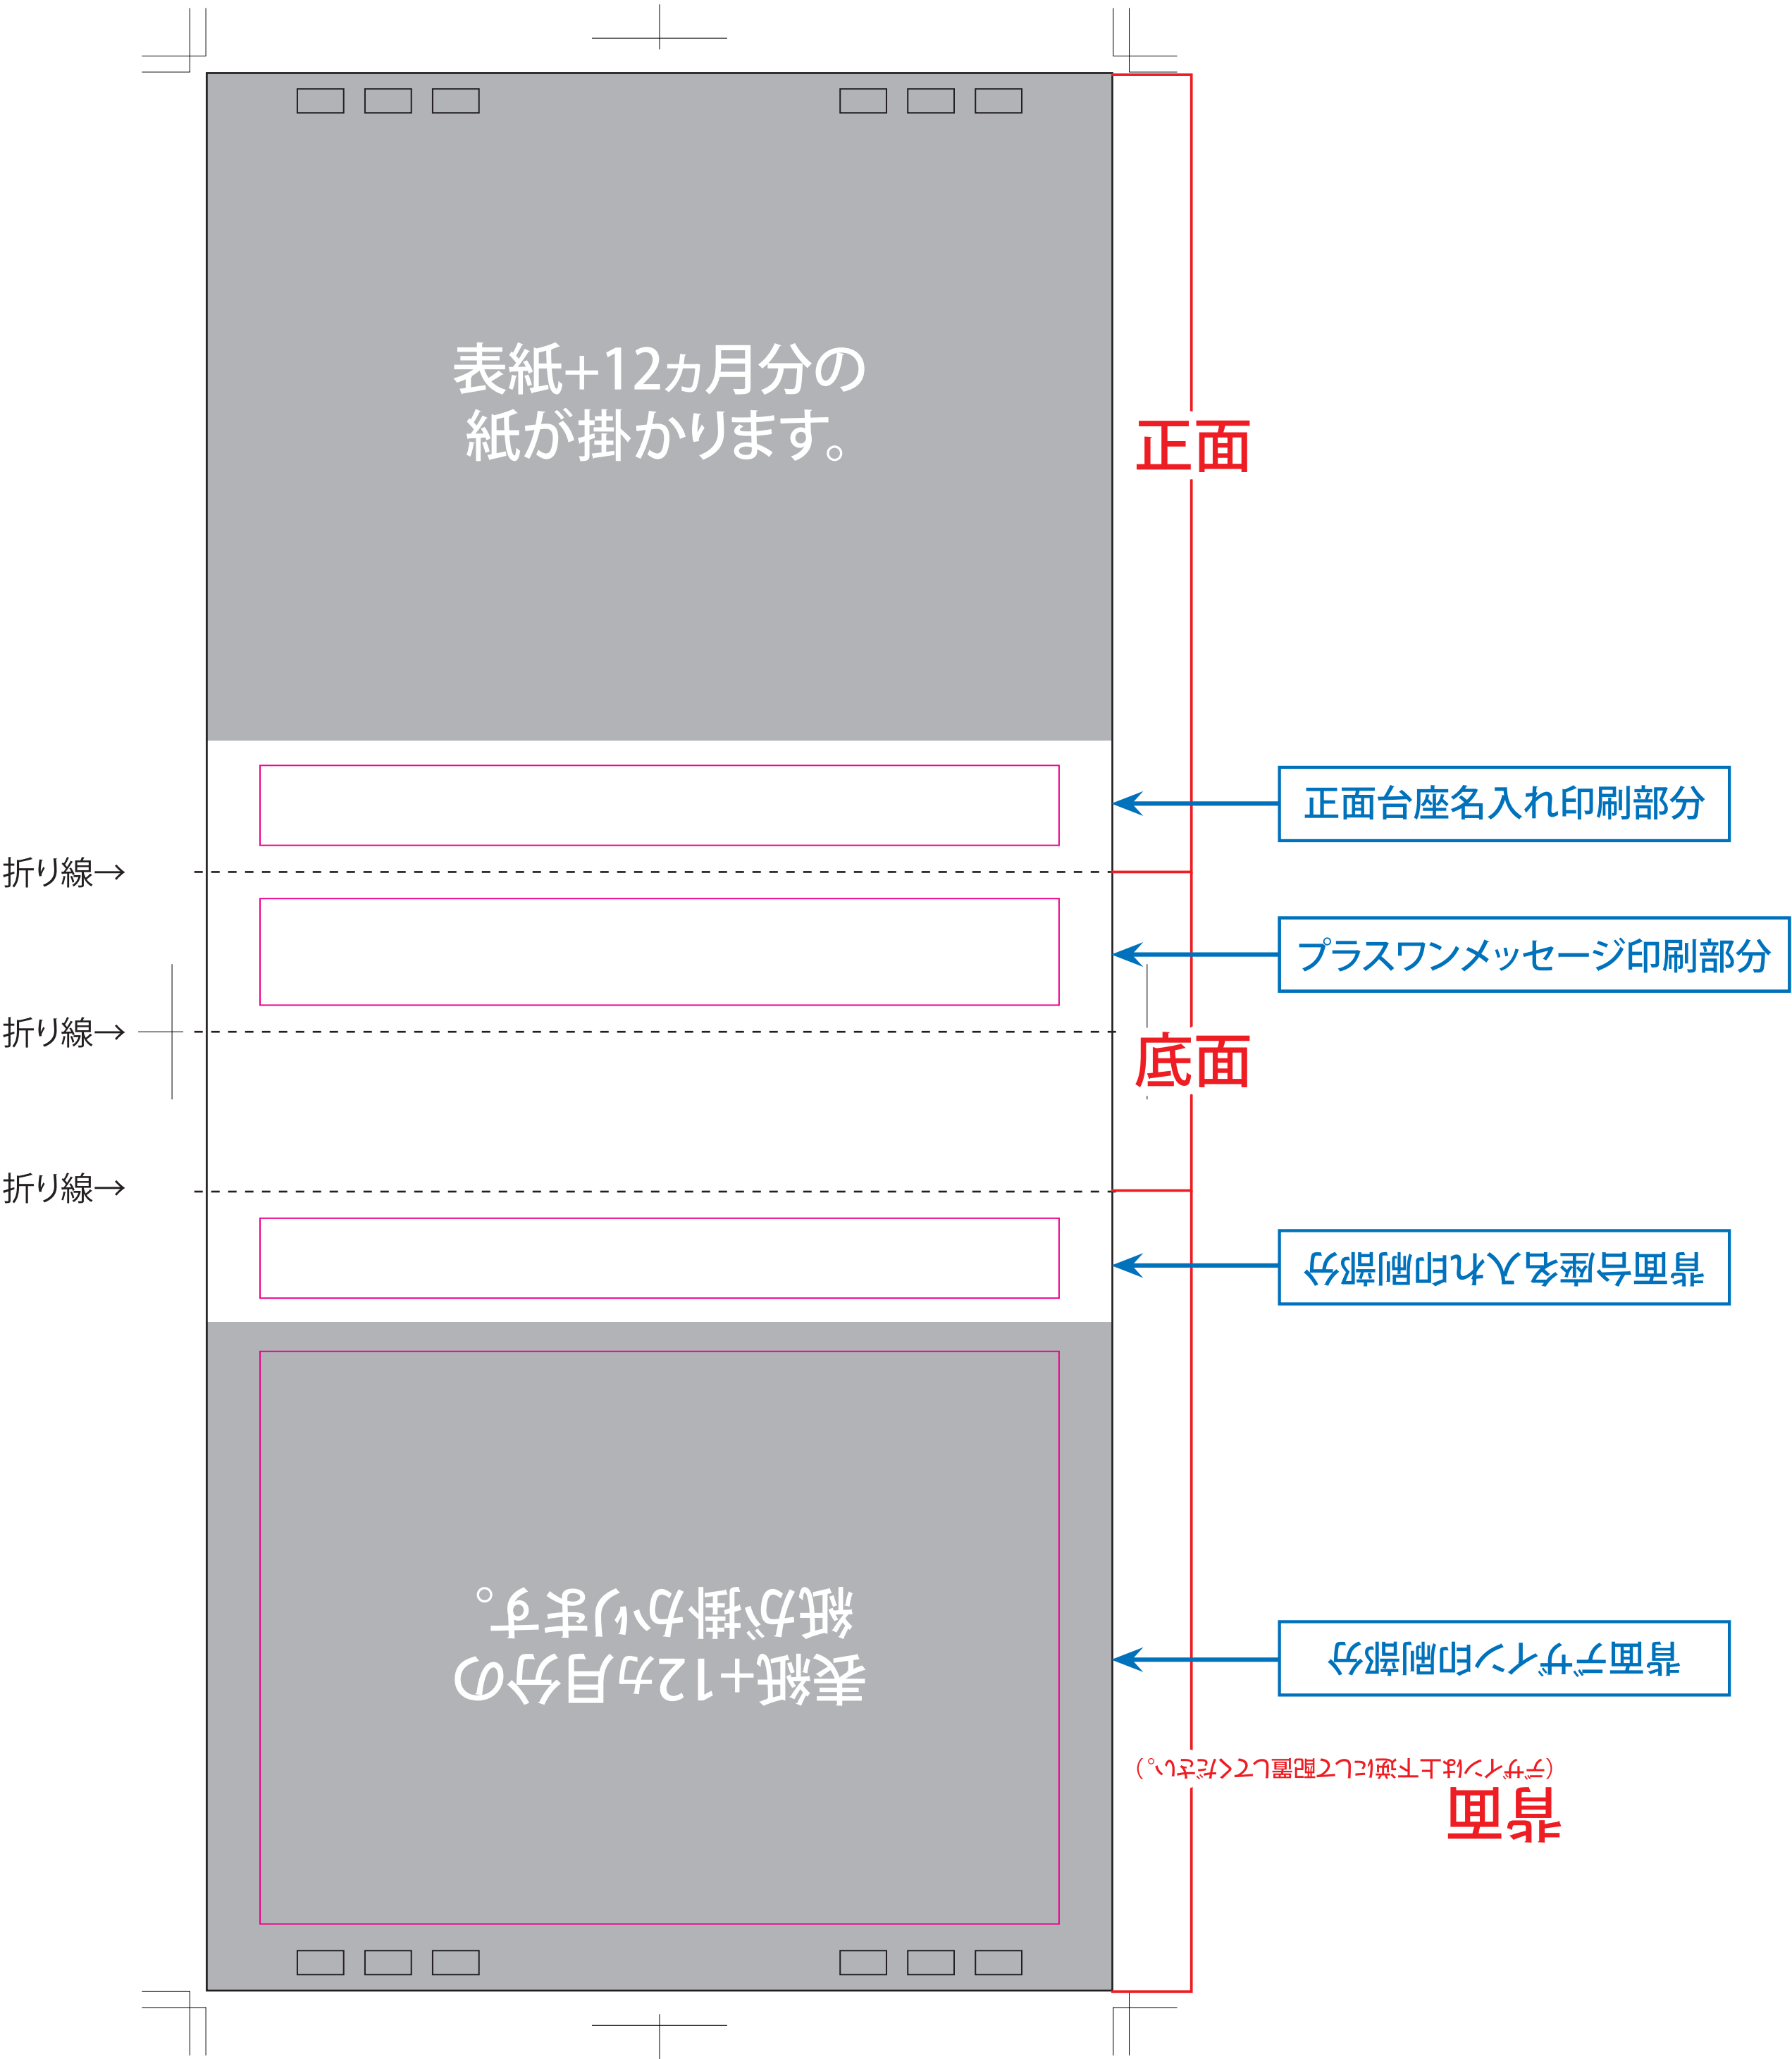 表紙+12ヵ月分の
紙が掛かります。
正面
正面台座名入れ印刷部分
折り線→
プラスワンメッセージ印刷部分
折り線→
底面
折り線→
背面台座名入れ印刷部分
背面デザイン印刷部分
表紙+12カ月分の
紙が掛かります。
背面
(デザインを上下反転して配置してください。)